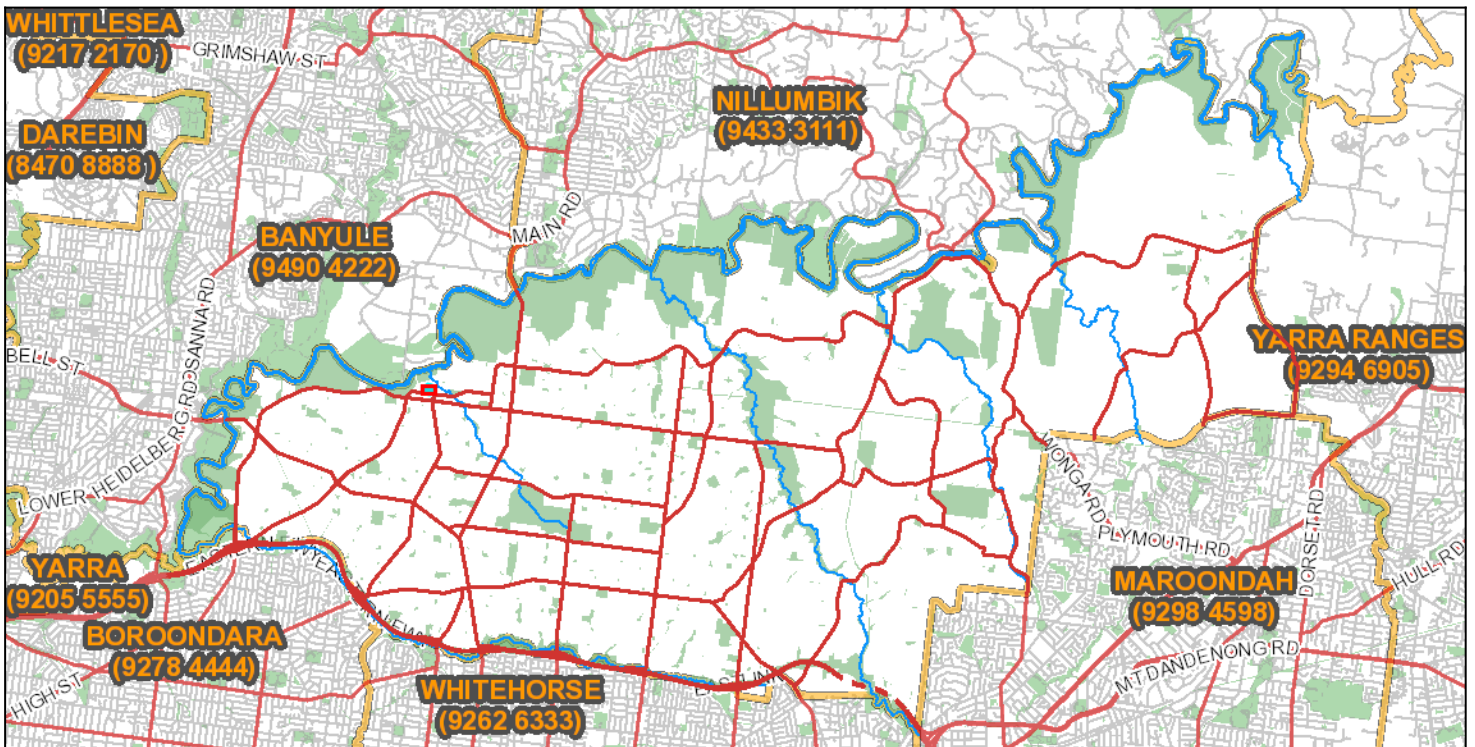 WHITTLESEA
(9217 2170 )
GRIMSHAW ST
DAREBIN
(8470 8888 )
NILLUMBIK
(9433 3111)
BANYULE
(9490 4222)
MAIN RD
ROSANNA RD
BELL ST
LOWER HEIDELBERG RD
YARRA RANGES
(9294 6905)
WONGA RD
PLYMOUTH RD
DORSET RD
HULL RD
YARRA
(9205 5555)
MAROONDAH
(9298 4598)
BOROONDARA
(9278 4444)
HIGH ST
WHITEHORSE
(9262 6333)
EASTLINK
MT DANDENONG RD